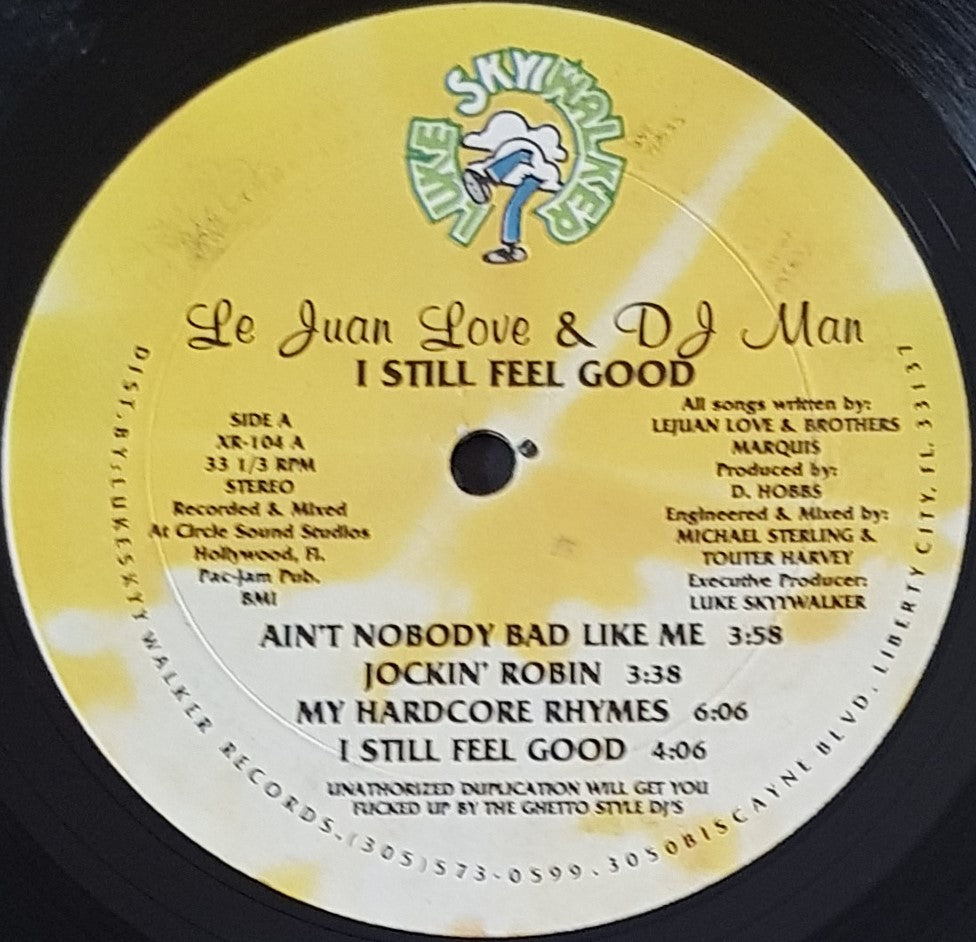 LUKE SKYYWALKER
Le Juan Love & DJ Man
I STILL FEEL GOOD
SIDE A
XR-104 A
33 1/3 RPM
STEREO
Recorded & Mixed
At Circle Sound Studios
Hollywood, Fl.
Pac-Jam Pub.
BMI
All songs written by:
LEJUAN LOVE & BROTHERS
MARQUIS
Produced by:
D. HOBBS
Engineered & Mixed by:
MICHAEL STERLING &
TOUTER HARVEY
Executive Producer:
LUKE SKYYWALKER
AIN'T NOBODY BAD LIKE ME 3:58
JOCKIN' ROBIN 3:38
MY HARDCORE RHYMES 6:06
I STILL FEEL GOOD 4:06
UNATHORIZED DUPLICATION WILL GET YOU
FUCKED UP BY THE GHETTO STYLE DJ'S
DIST. BY: LUKE SKYYWALKER RECORDS. (305) 573-0599. 3050 BISCAYNE BLVD. LIBERTY CITY, FL. 33137